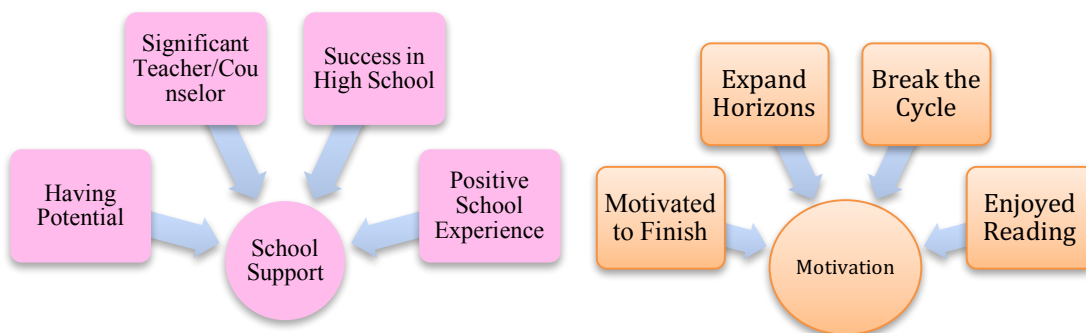 Significant
Teacher/Cou
nselor
Success in
High School
Having
Potential
Positive
School
Experience
School
Support
Expand
Horizons
Break the
Cycle
Motivated
to Finish
Enjoyed
Reading
Motivation